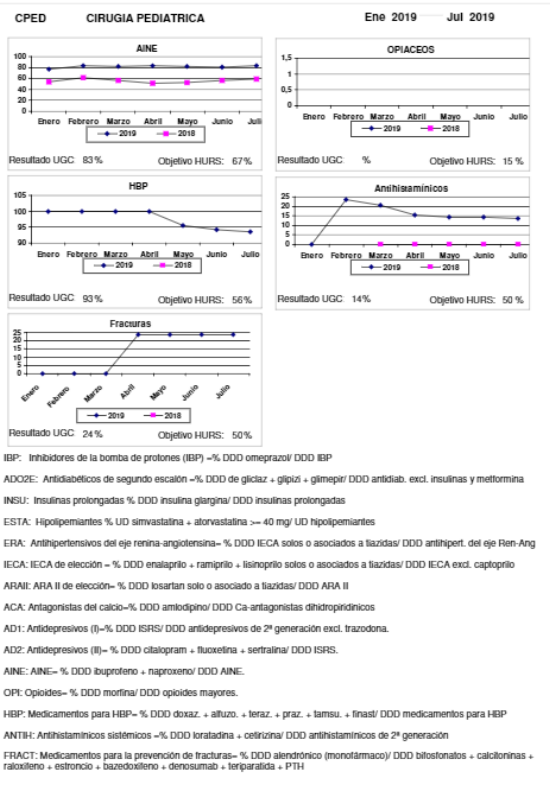 CPED CIRUGIA PEDIATRICA Ene 2019 Jul 2019
AINE
100
80
60
40
20
0
Enero Febrero Marzo Abril Mayo Junio Juli
2019 2018
Resultado UGC 83% Objetivo HURS: 67%
OPIACEOS
1,5
1
0,5
0
Enero Febrero Marzo Abril Mayo Junio Julio
2019 2018
Resultado UGC % Objetivo HURS: 15%
HBP
105
100
95
90
Enero Febrero Marzo Abril Mayo Junio Julio
2019 2018
Resultado UGC 93% Objetivo HURS: 56%
Antihistamínicos
25
20
15
10
5
0
Enero Febrero Marzo Abril Mayo Junio Julio
2019 2018
Resultado UGC 14% Objetivo HURS: 50%
Fracturas
25
20
15
10
5
0
Enero Febrero Marzo Abril Mayo Junio Julio
2019 2018
Resultado UGC 24% Objetivo HURS: 50%
IBP: Inhibidores de la bomba de protones (IBP) =% DDD omeprazol/ DDD IBP
ADO2E: Antidiabéticos de segundo escalón =% DDD de gliclaz + glipizi + glimepir/ DDD antidiab. excl. insulinas y metformina
INSU: Insulinas prolongadas % DDD insulina glargina/ DDD insulinas prolongadas
ESTA: Hipolipemiantes % UD simvastatina + atorvastatina >= 40 mg/ UD hipolipemiantes
ERA: Antihipertensivos del eje renina-angiotensina= % DDD IECA solos o asociados a tiazidas/ DDD antihipert. del eje Ren-Ang
IECA: IECA de elección = % DDD enalaprilo + ramiprilo + lisinoprilo solos o asociados a tiazidas/ DDD IECA excl. captoprilo
ARAII: ARA II de elección= % DDD losartan solo o asociado a tiazidas/ DDD ARA II
ACA: Antagonistas del calcio=% DDD amlodipino/ DDD Ca-antagonistas dihidropiridinicos
AD1: Antidepresivos (I)=% DDD ISRS/ DDD antidepresivos de 2ª generación excl. trazodona.
AD2: Antidepresivos (II)= % DDD citalopram + fluoxetina + sertralina/ DDD ISRS.
AINE: AINE= % DDD ibuprofeno + naproxeno/ DDD AINE.
OPI: Opioides= % DDD morfina/ DDD opioides mayores.
HBP: Medicamentos para HBP= % DDD doxaz. + alfuzo. + teraz. + praz. + tamsu. + finast/ DDD medicamentos para HBP
ANTIH: Antihistamínicos sistémicos =% DDD loratadina + cetirizina/ DDD antihistamínicos de 2ª generación
FRACT: Medicamentos para la prevención de fracturas= % DDD alendrónico (monofármaco)/ DDD bifosfonatos + calcitoninas +
raloxifeno + estroncio + bazedoxifeno + denosumab + teriparatida + PTH